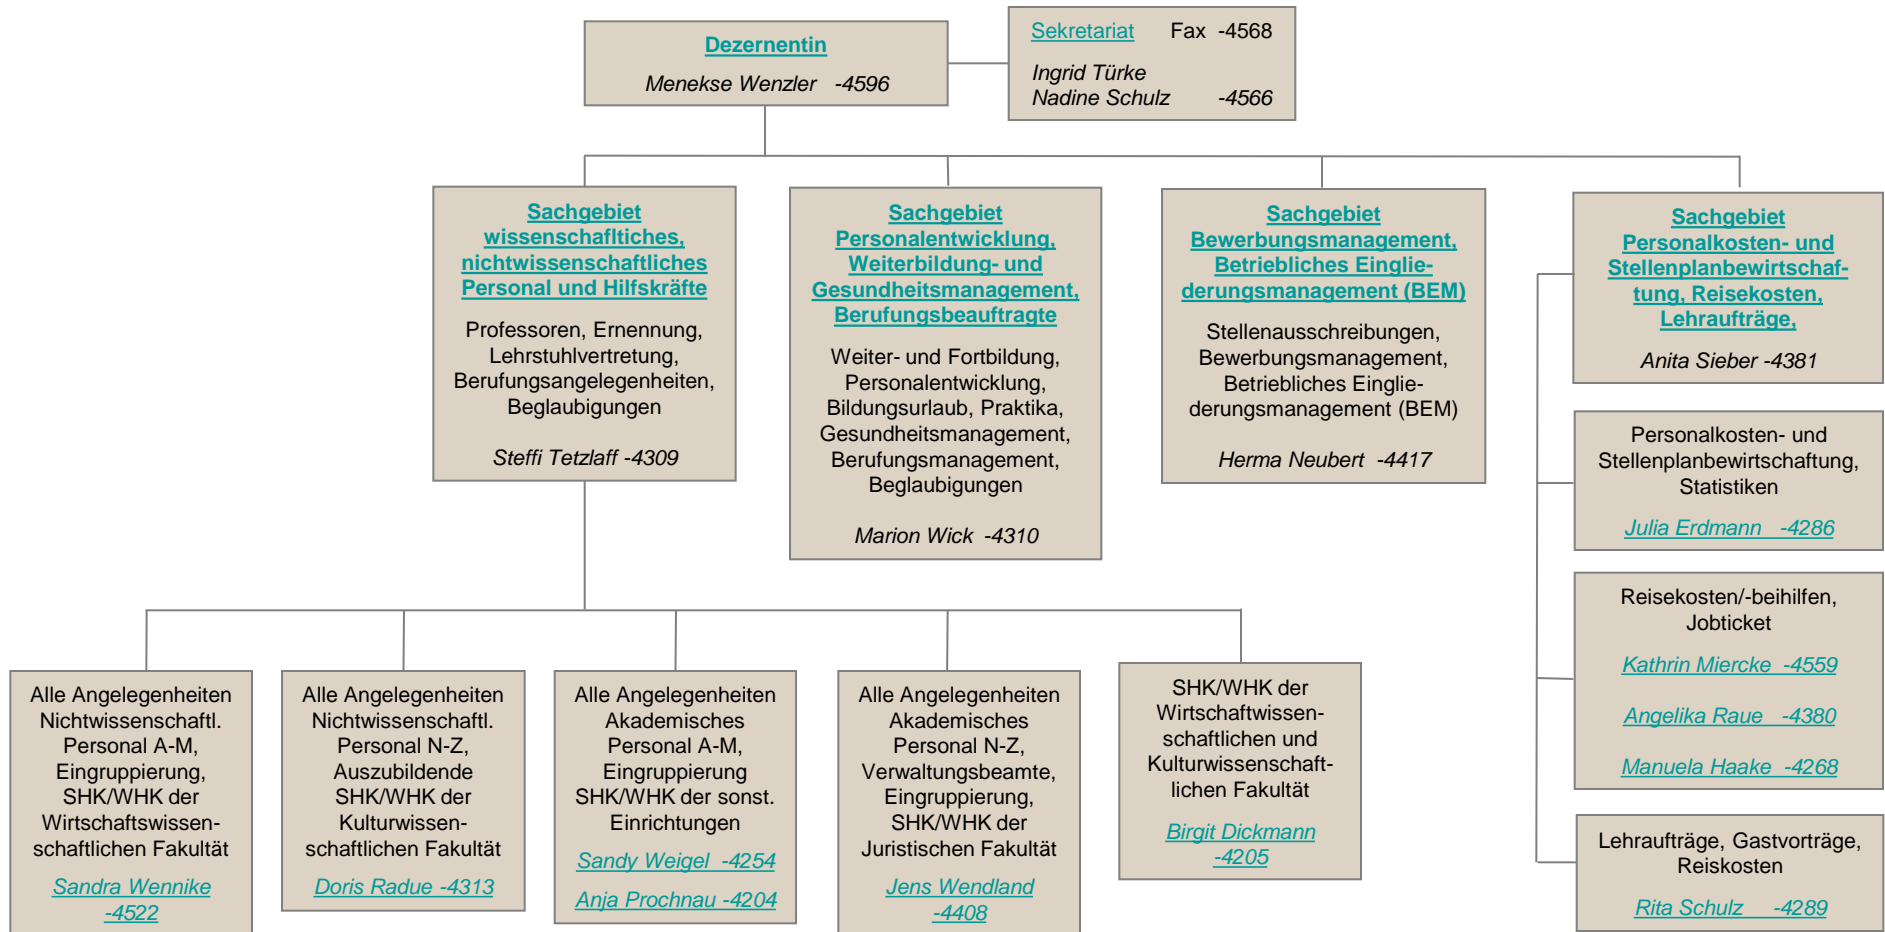 Dezernentin
Menekse Wenzler -4596
Sekretariat Fax -4568
Ingrid Türke
Nadine Schulz -4566
Sachgebiet
wissenschafltiches,
nichtwissenschaftliches
Personal und Hilfskräfte
Professoren, Ernennung,
Lehrstuhlvertretung,
Berufungsangelegenheiten,
Beglaubigungen
Steffi Tetzlaff -4309
Sachgebiet
Personalentwicklung,
Weiterbildung- und
Gesundheitsmanagement,
Berufungsbeauftragte
Weiter- und Fortbildung,
Personalentwicklung,
Bildungsurlaub, Praktika,
Gesundheitsmanagement,
Berufungsmanagement,
Beglaubigungen
Marion Wick -4310
Sachgebiet
Bewerbungsmanagement,
Betriebliches Einglie-
derungsmanagement (BEM)
Stellenausschreibungen,
Bewerbungsmanagement,
Betriebliches Einglie-
derungsmanagement (BEM)
Herma Neubert -4417
Sachgebiet
Personalkosten- und
Stellenplanbewirtschaf-
tung, Reisekosten,
Lehraufträge,
Anita Sieber -4381
Personalkosten- und
Stellenplanbewirtschaftung,
Statistiken
Julia Erdmann -4286
Reisekosten/-beihilfen,
Jobticket
Kathrin Miercke -4559
Angelika Raue -4380
Manuela Haake -4268
Lehraufträge, Gastvorträge,
Reiskosten
Rita Schulz -4289
Alle Angelegenheiten
Nichtwissenschaftl.
Personal A-M,
Eingruppierung,
SHK/WHK der
Wirtschaftswissen-
schaftlichen Fakultät
Sandra Wennike
-4522
Alle Angelegenheiten
Nichtwissenschaftl.
Personal N-Z,
Auszubildende
SHK/WHK der
Kulturwissen-
schaftlichen Fakultät
Doris Radue -4313
Alle Angelegenheiten
Akademisches
Personal A-M,
Eingruppierung
SHK/WHK der sonst.
Einrichtungen
Sandy Weigel -4254
Anja Prochnau -4204
Alle Angelegenheiten
Akademisches
Personal N-Z,
Verwaltungsbeamte,
Eingruppierung,
SHK/WHK der
Juristischen Fakultät
Jens Wendland
-4408
SHK/WHK der
Wirtschaftwissen-
schaftlichen und
Kulturwissenschaft-
lichen Fakultät
Birgit Dickmann
-4205